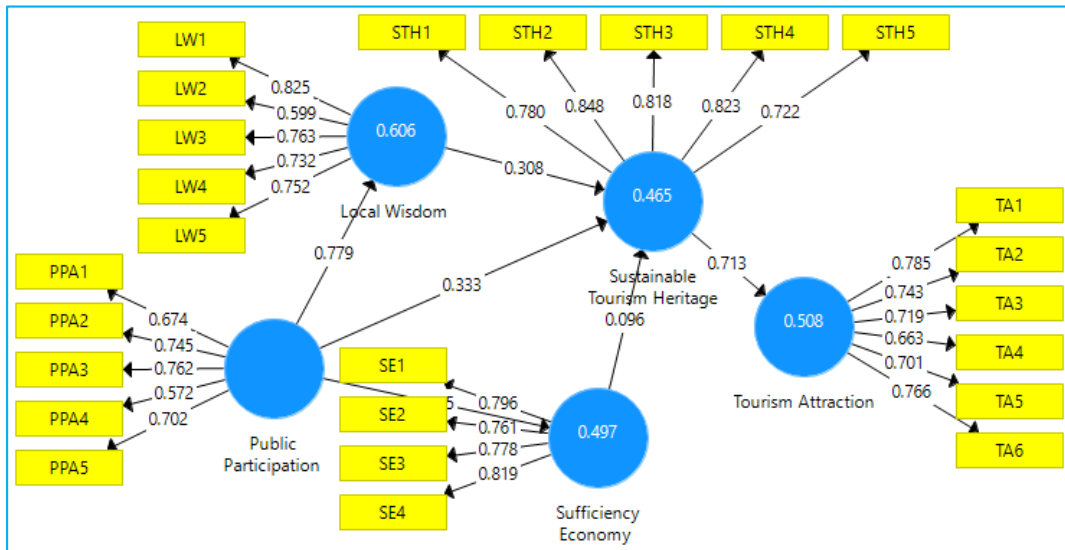 LW1
LW2
LW3
LW4
LW5
0.825
0.599
0.763
0.732
0.752
0.606
Local Wisdom
STH1
STH2
STH3
STH4
STH5
0.780
0.848
0.818
0.823
0.722
0.308
0.465
Sustainable
Tourism Heritage
0.779
0.333
0.713
0.096
PPA1
PPA2
PPA3
PPA4
PPA5
0.674
0.745
0.762
0.572
0.702
Public
Participation
SE1
SE2
SE3
SE4
5
0.796
0.761
0.778
0.819
0.497
Sufficiency
Economy
0.508
Tourism Attraction
0.785
0.743
0.719
0.663
0.701
0.766
TA1
TA2
TA3
TA4
TA5
TA6